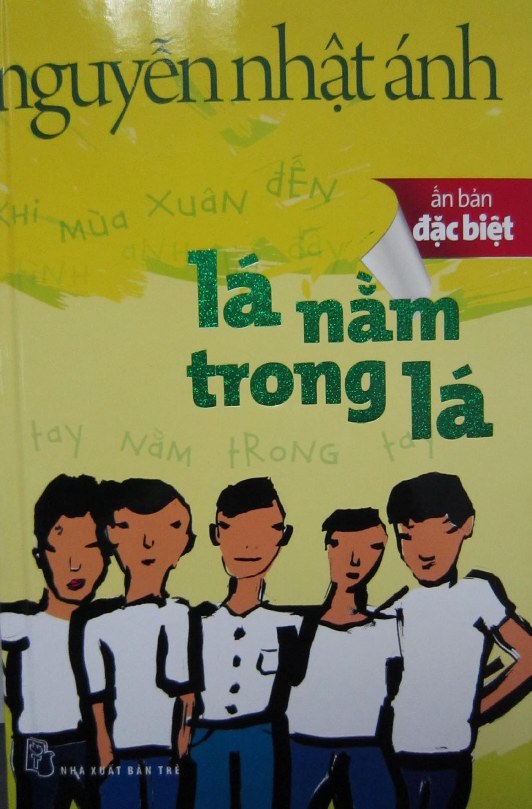 nguyễn nhật ánh
ấn bản
đặc biệt
Khi mùa xuân đến
lá nằm
trong lá
tay nằm trong tay
NHÀ XUẤT BẢN TRẺ